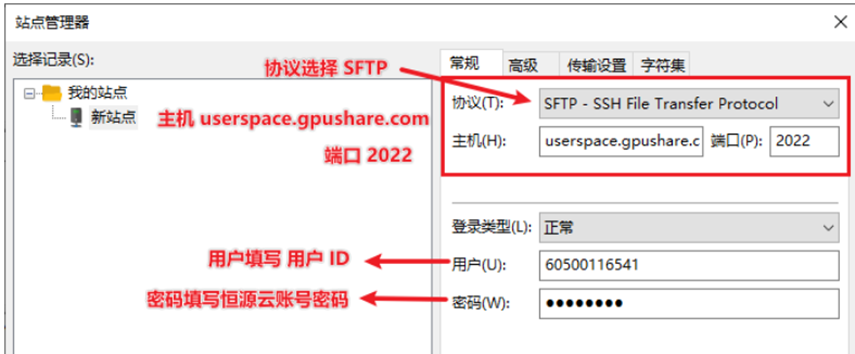 站点管理器
选择记录(S):
我的站点
新站点
协议选择 SFTP
主机 userspace.gpushare.com
端口 2022
常规 高级 传输设置 字符集
协议(T): SFTP - SSH File Transfer Protocol
主机(H): userspace.gpushare.c 端口(P): 2022
登录类型(L): 正常
用户填写 用户 ID
用户(U): 60500116541
密码填写恒源云账号密码
密码(W): ●●●●●●●●